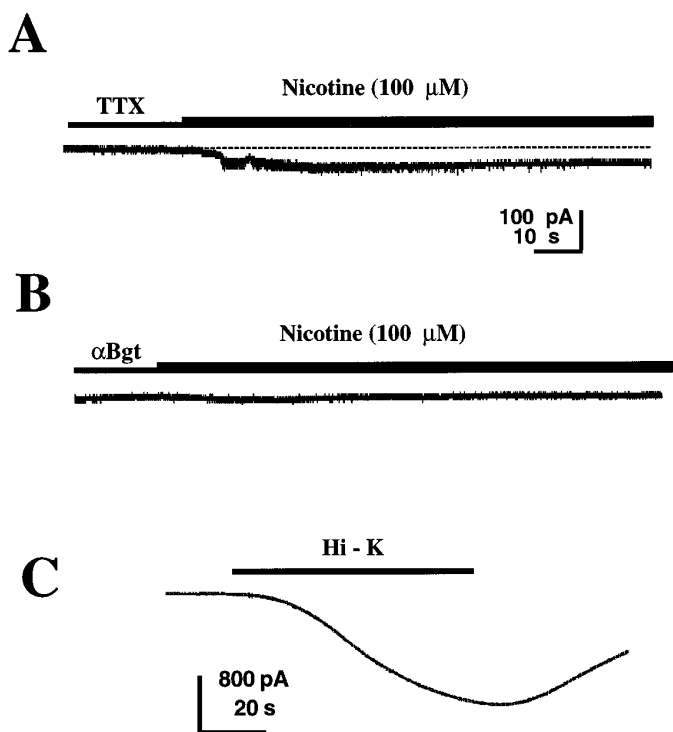 A
Nicotine (100 μM)
TTX
100 pA
10 s
B
Nicotine (100 μM)
αBgt
Hi - K
C
800 pA
20 s